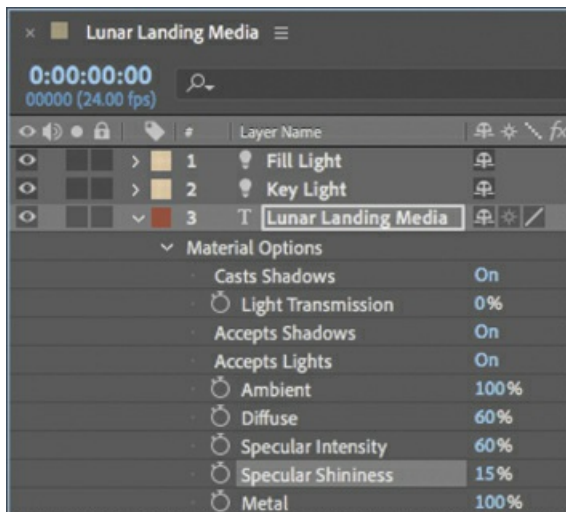 × Lunar Landing Media ≡
0:00:00:00
00000 (24.00 fps)
# Layer Name fx
1 Fill Light
2 Key Light
3 T Lunar Landing Media
Material Options
Casts Shadows On
Light Transmission 0%
Accepts Shadows On
Accepts Lights On
Ambient 100%
Diffuse 60%
Specular Intensity 60%
Specular Shininess 15%
Metal 100%